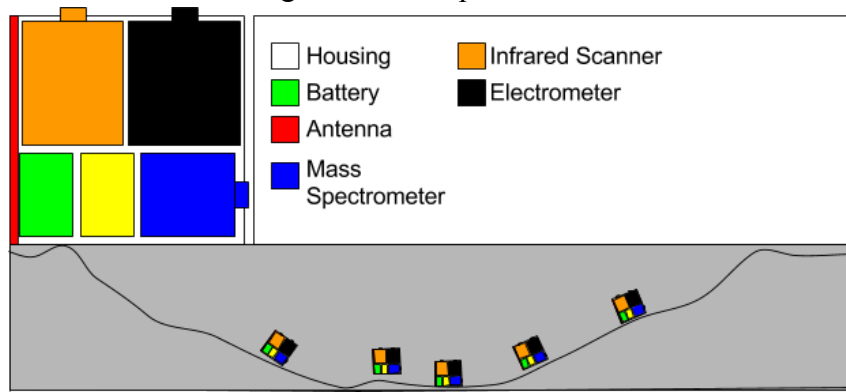 Housing
Infrared Scanner
Battery
Electrometer
Antenna
Mass
Spectrometer